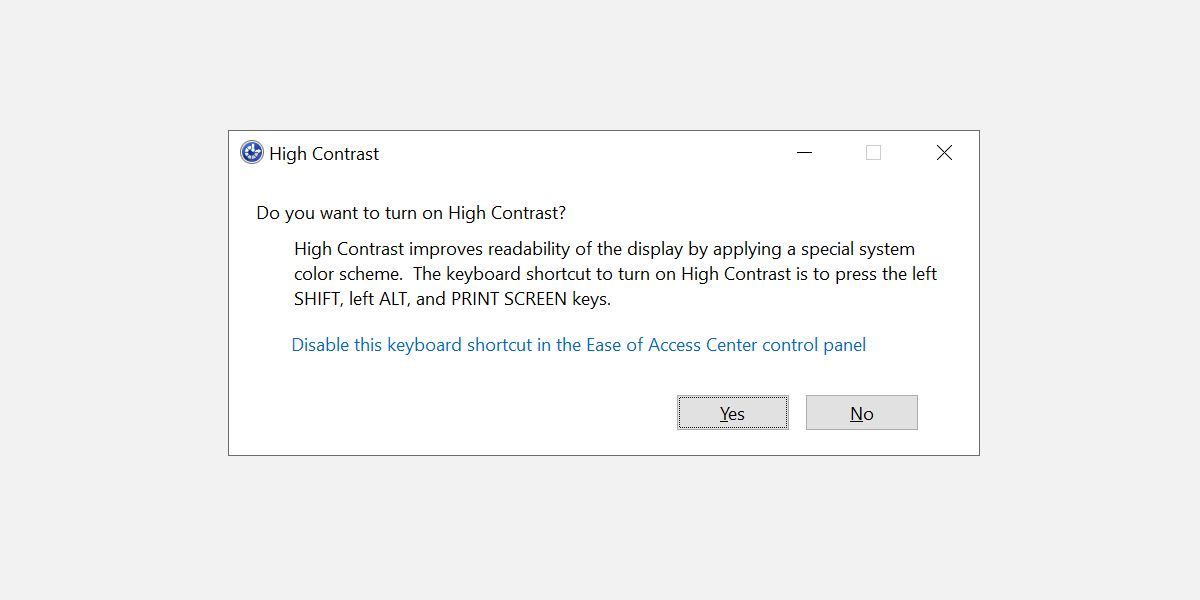 High Contrast
Do you want to turn on High Contrast?
High Contrast improves readability of the display by applying a special system
color scheme.  The keyboard shortcut to turn on High Contrast is to press the left
SHIFT, left ALT, and PRINT SCREEN keys.
Disable this keyboard shortcut in the Ease of Access Center control panel
Yes No